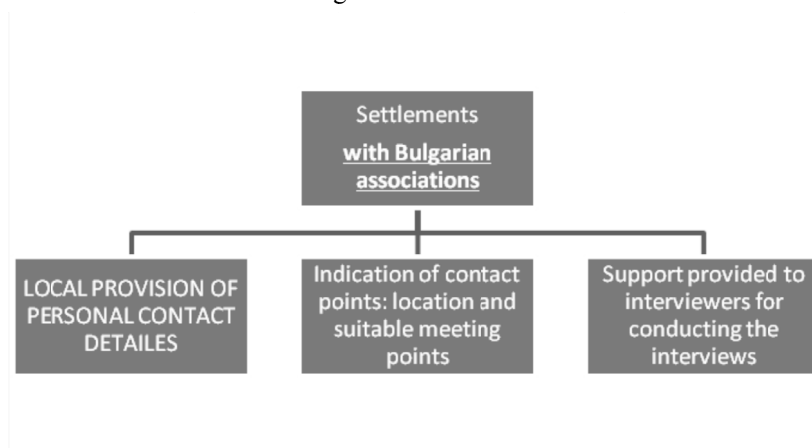 Settlements
with Bulgarian
associations
LOCAL PROVISION OF
PERSONAL CONTACT
DETAILES
Indication of contact
points: location and
suitable meeting
points
Support provided to
interviewers for
conducting the
interviews